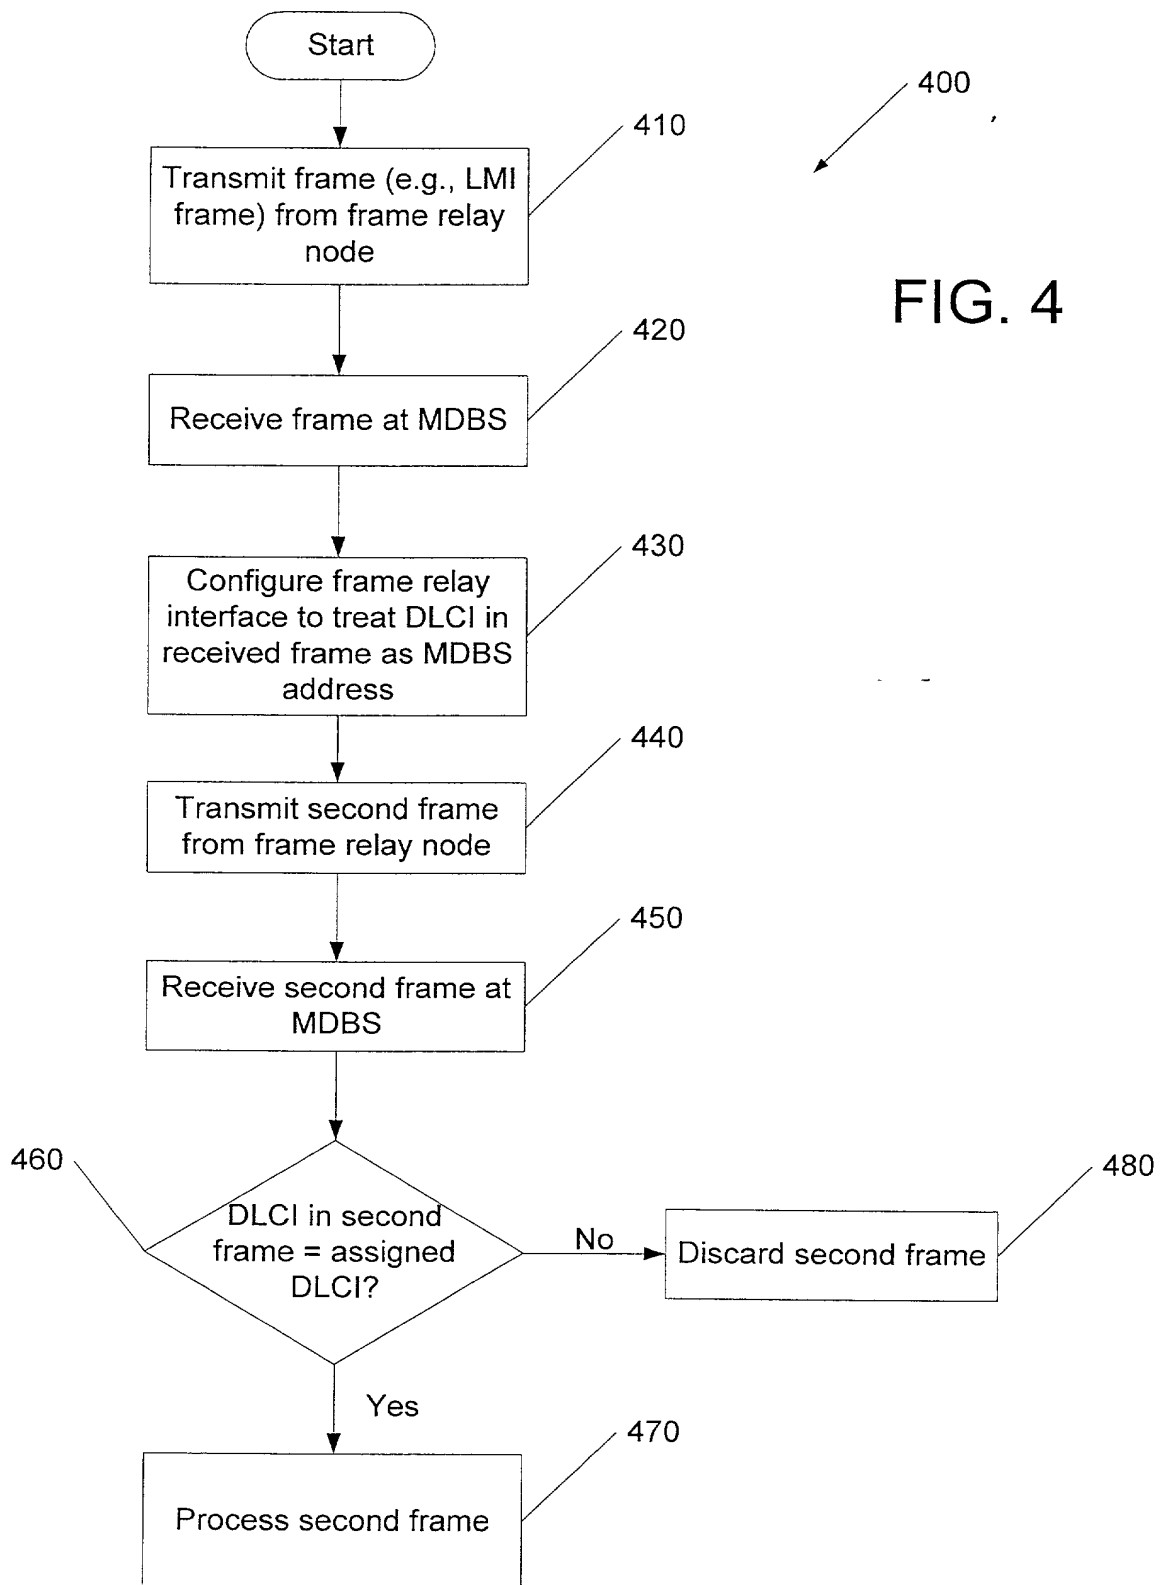 Start
400
410
Transmit frame (e.g., LMI
frame) from frame relay
node
FIG. 4
420
Receive frame at MDBS
430
Configure frame relay
interface to treat DLCI in
received frame as MDBS
address
440
Transmit second frame
from frame relay node
450
Receive second frame at
MDBS
460
DLCI in second
frame = assigned
DLCI?
No
480
Discard second frame
Yes
470
Process second frame